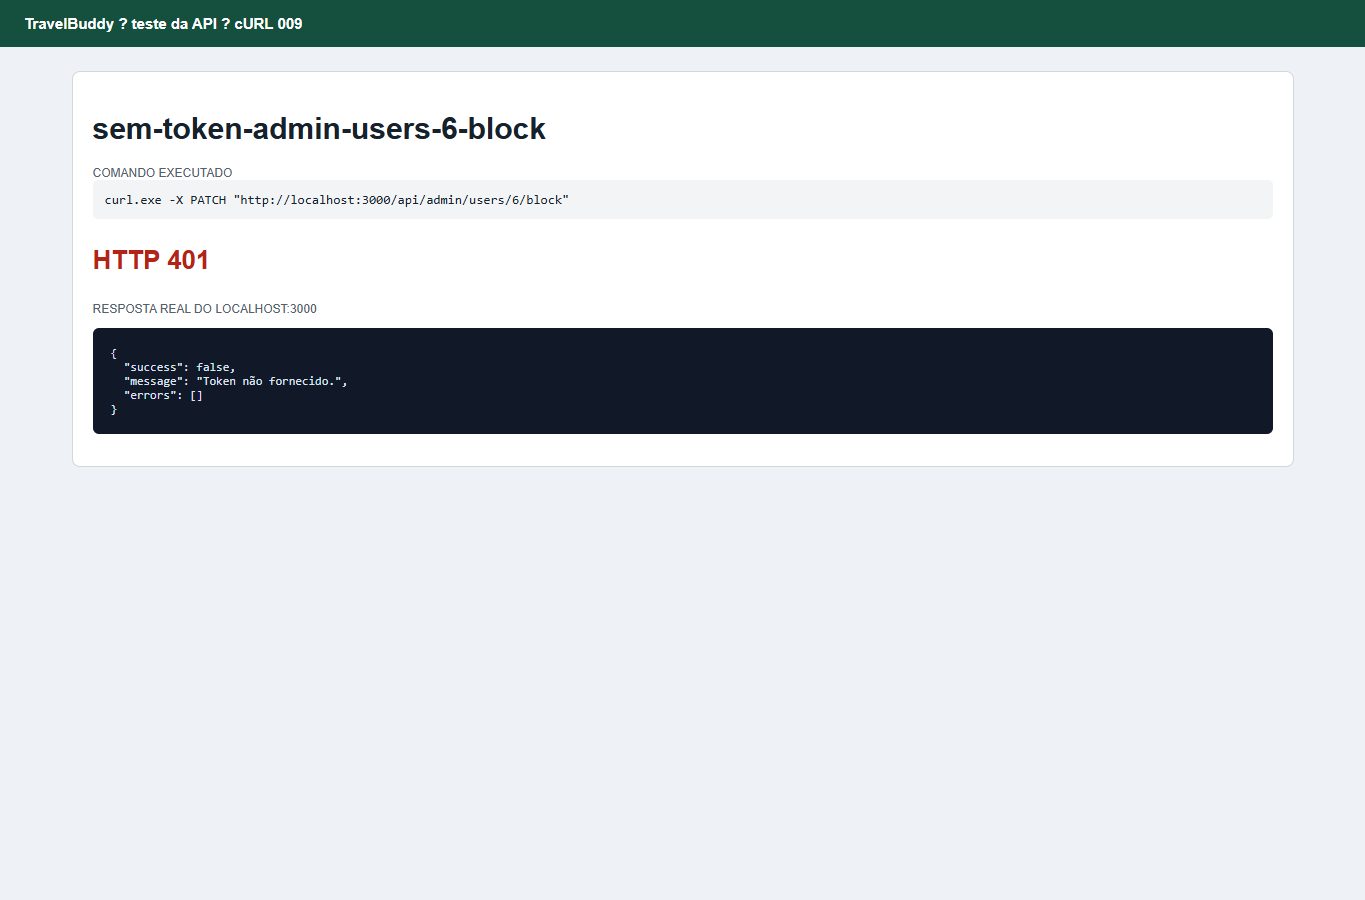 TravelBuddy ? teste da API ? cURL 009
sem-token-admin-users-6-block
COMANDO EXECUTADO
curl.exe -X PATCH "http://localhost:3000/api/admin/users/6/block"
HTTP 401
RESPOSTA REAL DO LOCALHOST:3000
{
  "success": false,
  "message": "Token não fornecido.",
  "errors": []
}